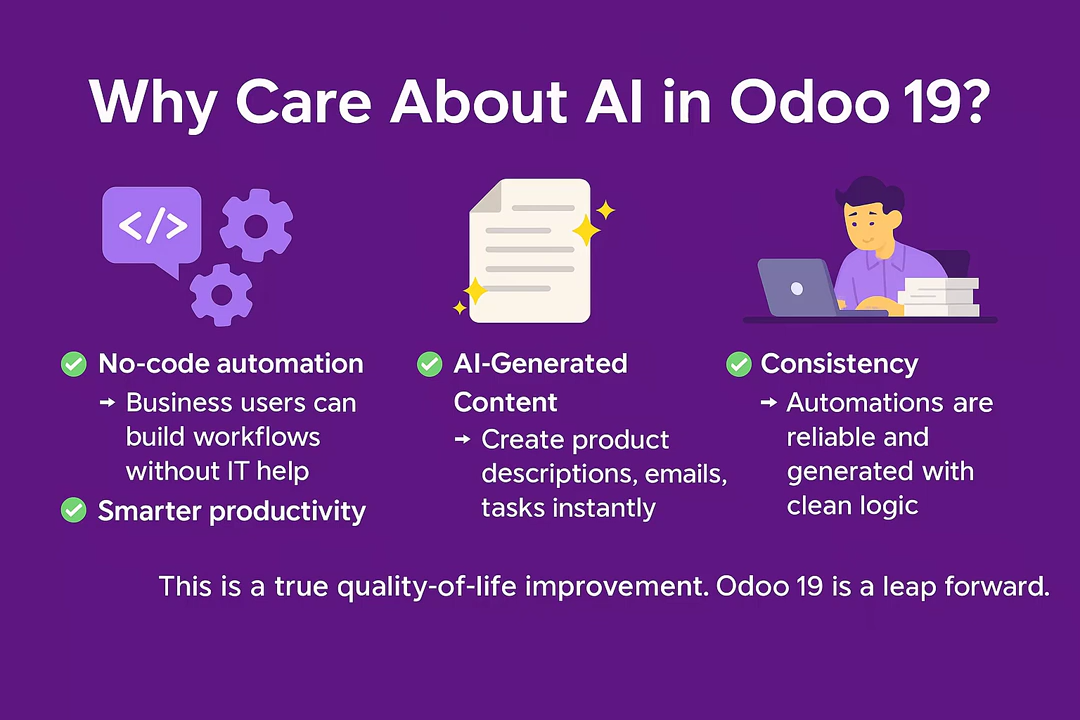 Why Care About AI in Odoo 19?
</>
No-code automation
→ Business users can
build workflows
without IT help
Smarter productivity
AI-Generated
Content
→ Create product
descriptions, emails,
tasks instantly
Consistency
→ Automations are
reliable and
generated with
clean logic
This is a true quality-of-life improvement. Odoo 19 is a leap forward.